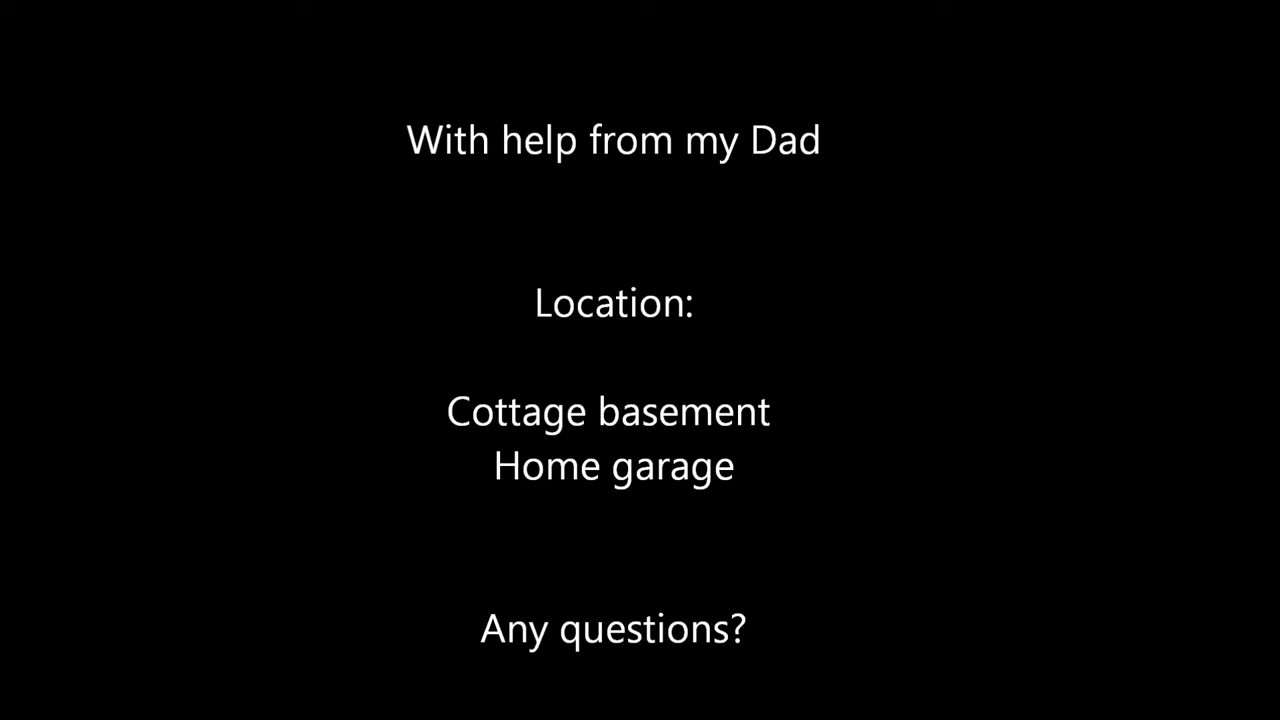 With help from my Dad
Location:
Cottage basement
Home garage
Any questions?